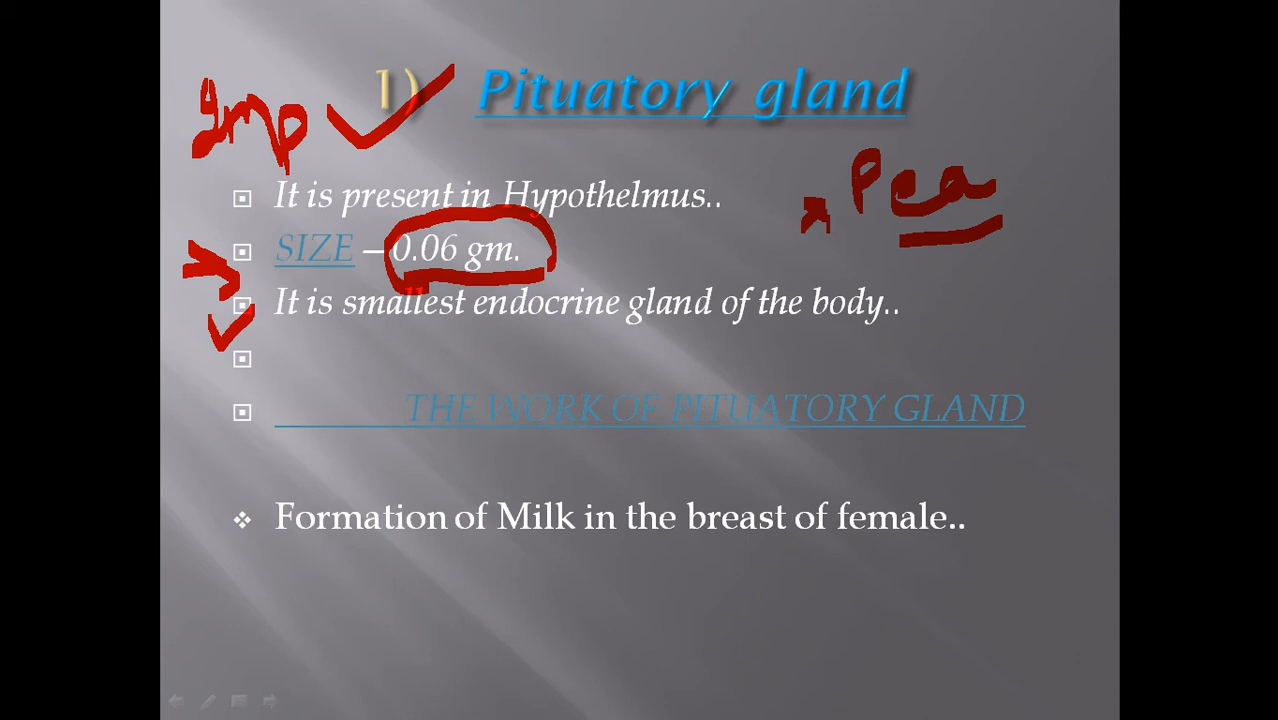 1) Pituatory gland
Imp
It is present in Hypothelmus..
Pea
SIZE – 0.06 gm.
It is smallest endocrine gland of the body..
THE WORK OF PITUATORY GLAND
Formation of Milk in the breast of female..